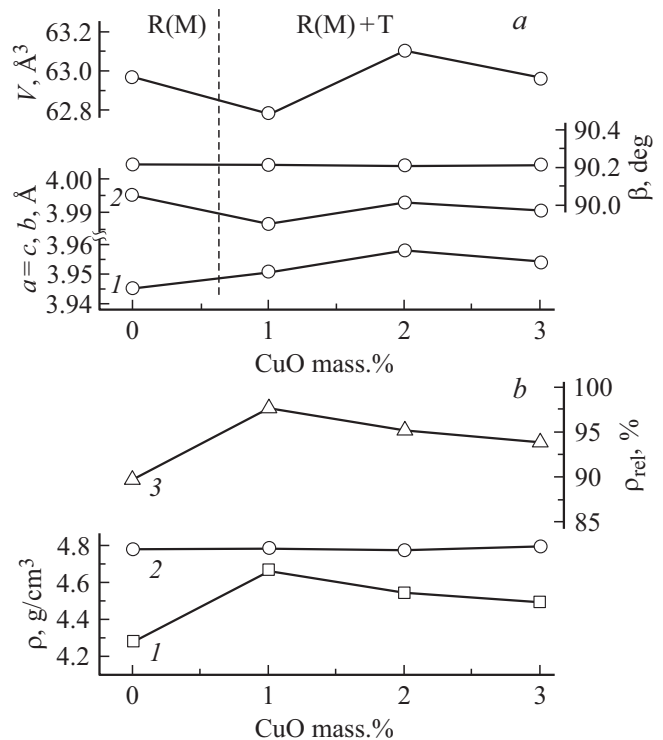 R(M) R(M) + T a
V, Å³
63.2
63.0
62.8
90.4
90.2
90.0
β, deg
a = c, b, Å
4.00
3.99
3.96
3.94
2
1
0 1 2 3
CuO mass.%
b
100
95
90
85
ρrel, %
3
ρ, g/cm³
4.8
4.6
4.4
4.2
2
1
0 1 2 3
CuO mass.%